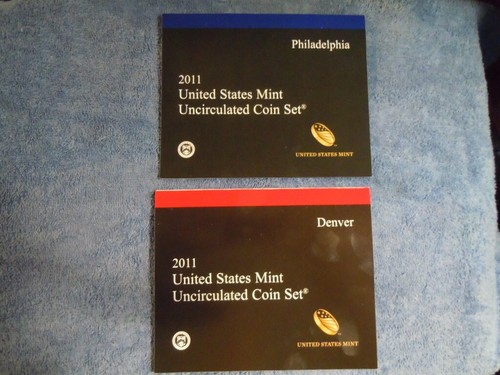 Philadelphia
2011
United States Mint
Uncirculated Coin Set®
UNITED STATES MINT
Denver
2011
United States Mint
Uncirculated Coin Set®
UNITED STATES MINT